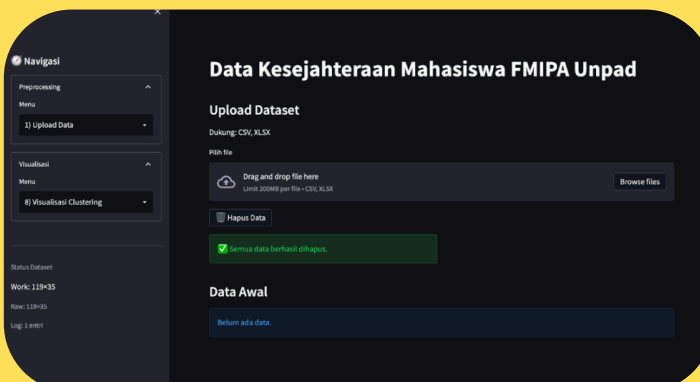 Navigasi
Preprocessing
Menu
1) Upload Data
Visualisasi
Menu
8) Visualisasi Clustering
Status Dataset
Work: 119×35
Raw: 119×35
Log: 1 entri
Data Kesejahteraan Mahasiswa FMIPA Unpad
Upload Dataset
Dukung: CSV, XLSX
Pilih file
Drag and drop file here
Limit 200MB per file • CSV, XLSX
Browse files
Hapus Data
Semua data berhasil dihapus.
Data Awal
Belum ada data.